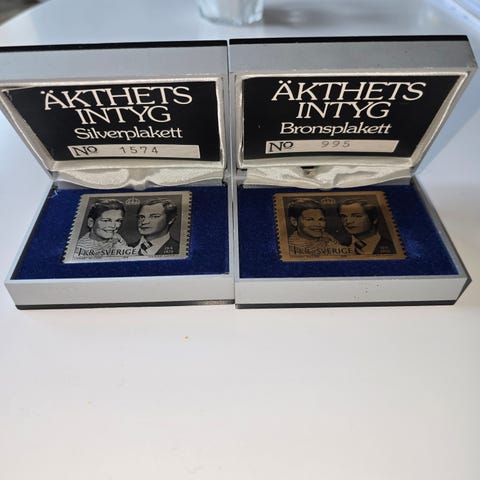 ÄKTHETS
INTYG
Silverplakett
No 1574
1 KR SVERIGE
ÄKTHETS
INTYG
Bronsplakett
No 995
1 KR SVERIGE